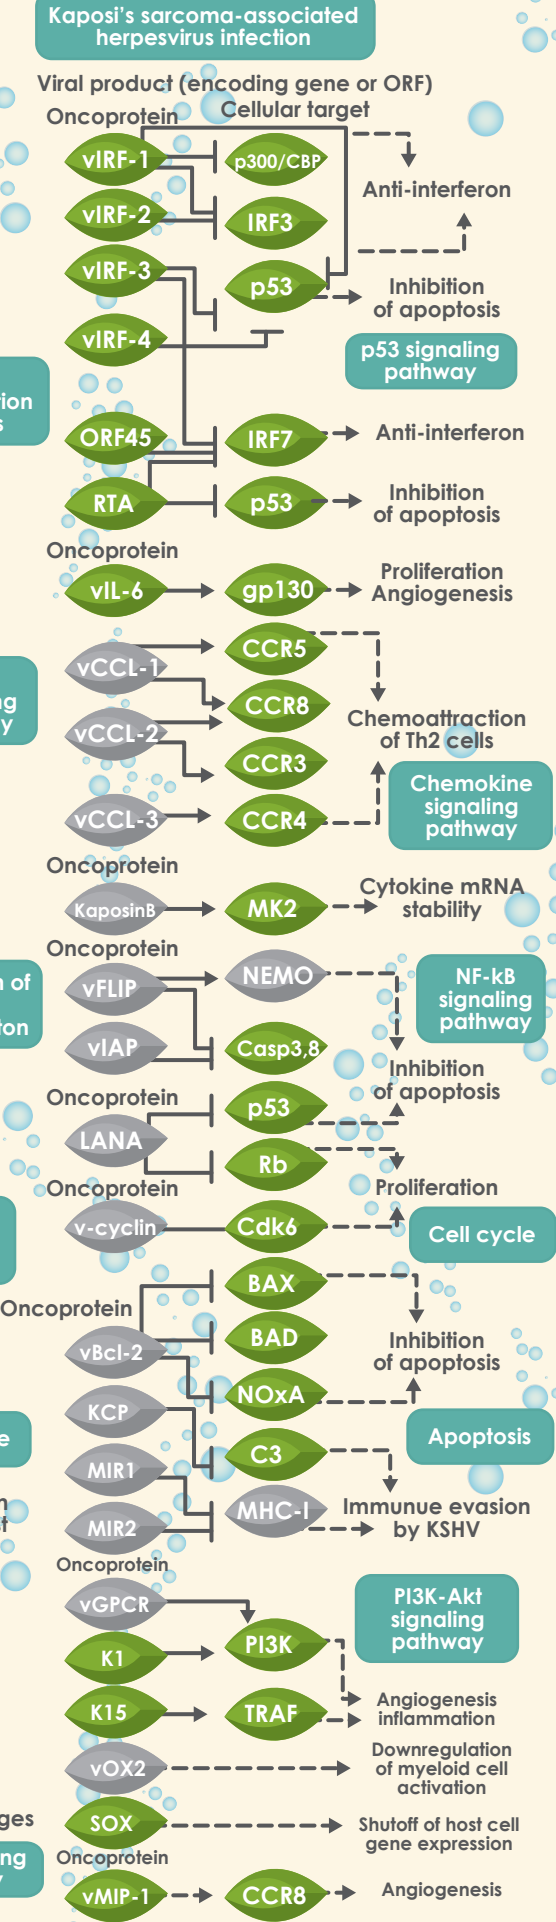 Kaposi's sarcoma-associated
herpesvirus infection
Viral product (encoding gene or ORF)
Oncoprotein
Cellular target
vIRF-1
p300/CBP
Anti-interferon
vIRF-2
IRF3
vIRF-3
p53
Inhibition
of apoptosis
vIRF-4
p53 signaling
pathway
tion
s
ORF45
IRF7
Anti-interferon
RTA
p53
Inhibition
of apoptosis
Oncoprotein
vIL-6
gp130
Proliferation
Angiogenesis
vCCL-1
CCR5
ng
y
CCR8
Chemoattraction
of Th2 cells
vCCL-2
CCR3
Chemokine
signaling
pathway
vCCL-3
CCR4
Oncoprotein
KaposinB
MK2
Cytokine mRNA
stability
Oncoprotein
n of
ton
vFLIP
NEMO
NF-kB
signaling
pathway
vIAP
Casp3,8
Inhibition
of apoptosis
Oncoprotein
p53
LANA
Rb
Oncoprotein
Proliferation
v-cyclin
Cdk6
Cell cycle
BAX
Oncoprotein
BAD
Inhibition
of apoptosis
vBcl-2
NOxA
KCP
e
C3
Apoptosis
MIR1
n
t
MHC-I
Immunue evasion
by KSHV
MIR2
Oncoprotein
vGPCR
PI3K-Akt
signaling
pathway
K1
PI3K
K15
TRAF
Angiogenesis
inflammation
vOX2
Downregulation
of myeloid cell
activation
ges
SOX
Shutoff of host cell
gene expression
ng
y
Oncoprotein
vMIP-1
CCR8
Angiogenesis